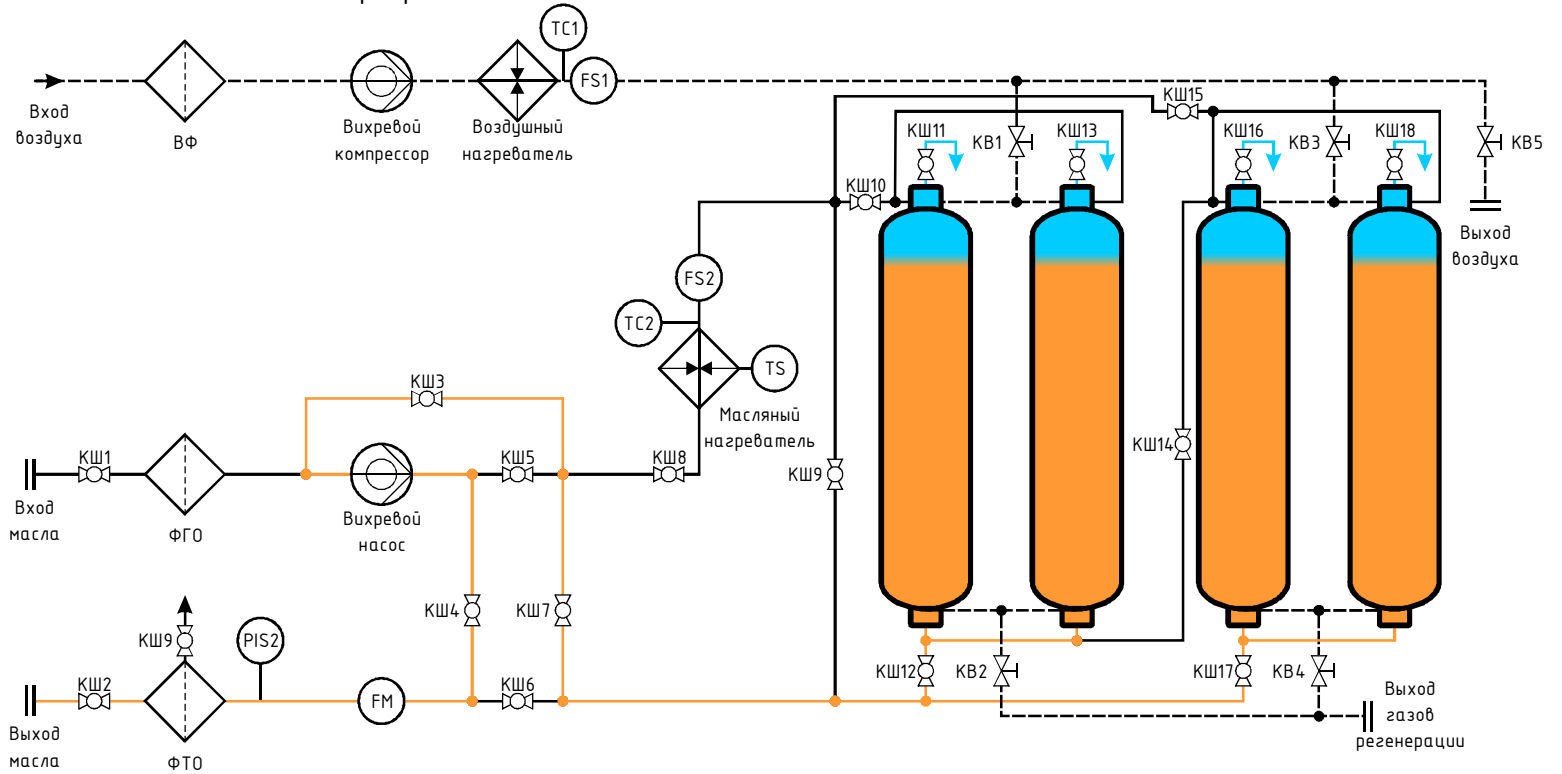 TC1
FS1
Вход
воздуха
ВФ
Вихревой
компрессор
Воздушный
нагреватель
КШ15
КШ11
КВ1
КШ13
КШ16
КВ3
КШ18
КВ5
КШ10
Выход
воздуха
FS2
TC2
TS
Масляный
нагреватель
КШ3
КШ1
КШ5
КШ8
КШ9
КШ14
Вход
масла
ФГО
Вихревой
насос
КШ4
КШ7
КШ9
PIS2
КШ2
FM
КШ6
КШ12
КВ2
КШ17
КВ4
Выход
газов
регенерации
Выход
масла
ФТО